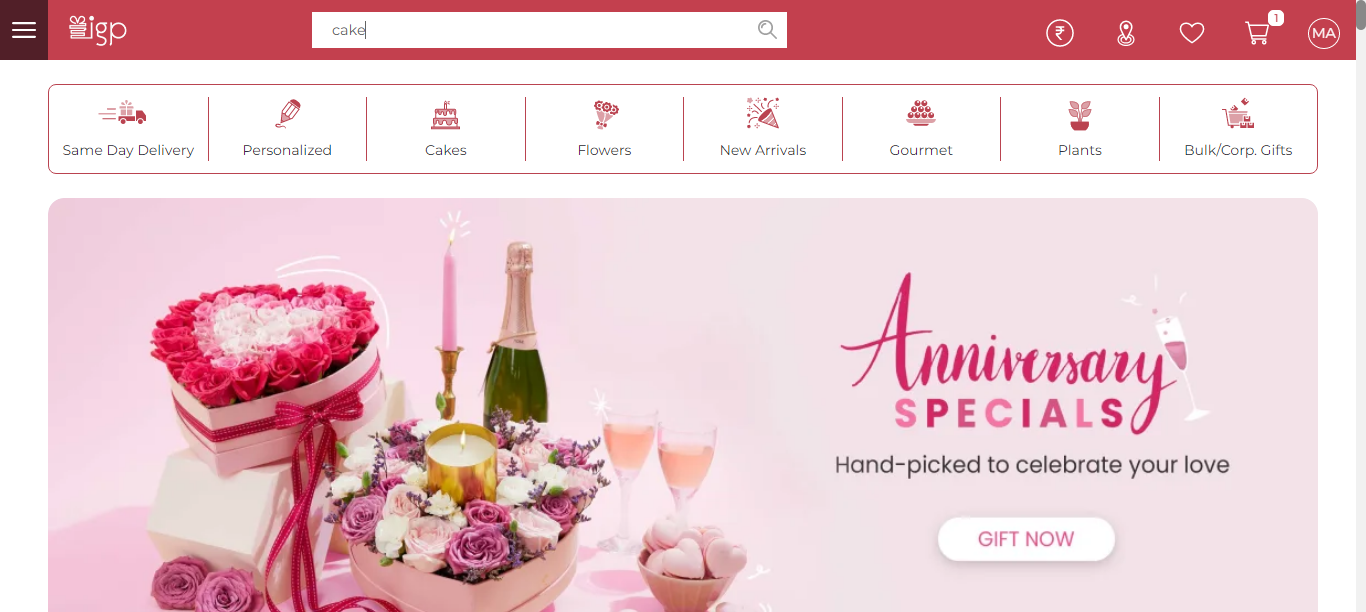 igp
cake
₹
1
MA
Same Day Delivery
Personalized
Cakes
Flowers
New Arrivals
Gourmet
Plants
Bulk/Corp. Gifts
Anniversary
SPECIALS
Hand-picked to celebrate your love
GIFT NOW